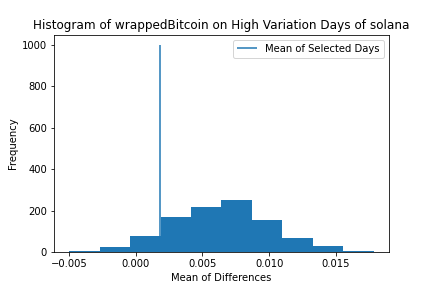 Histogram of wrappedBitcoin on High Variation Days of solana
Mean of Selected Days
Frequency
1000
800
600
400
200
0
−0.005
0.000
0.005
0.010
0.015
Mean of Differences